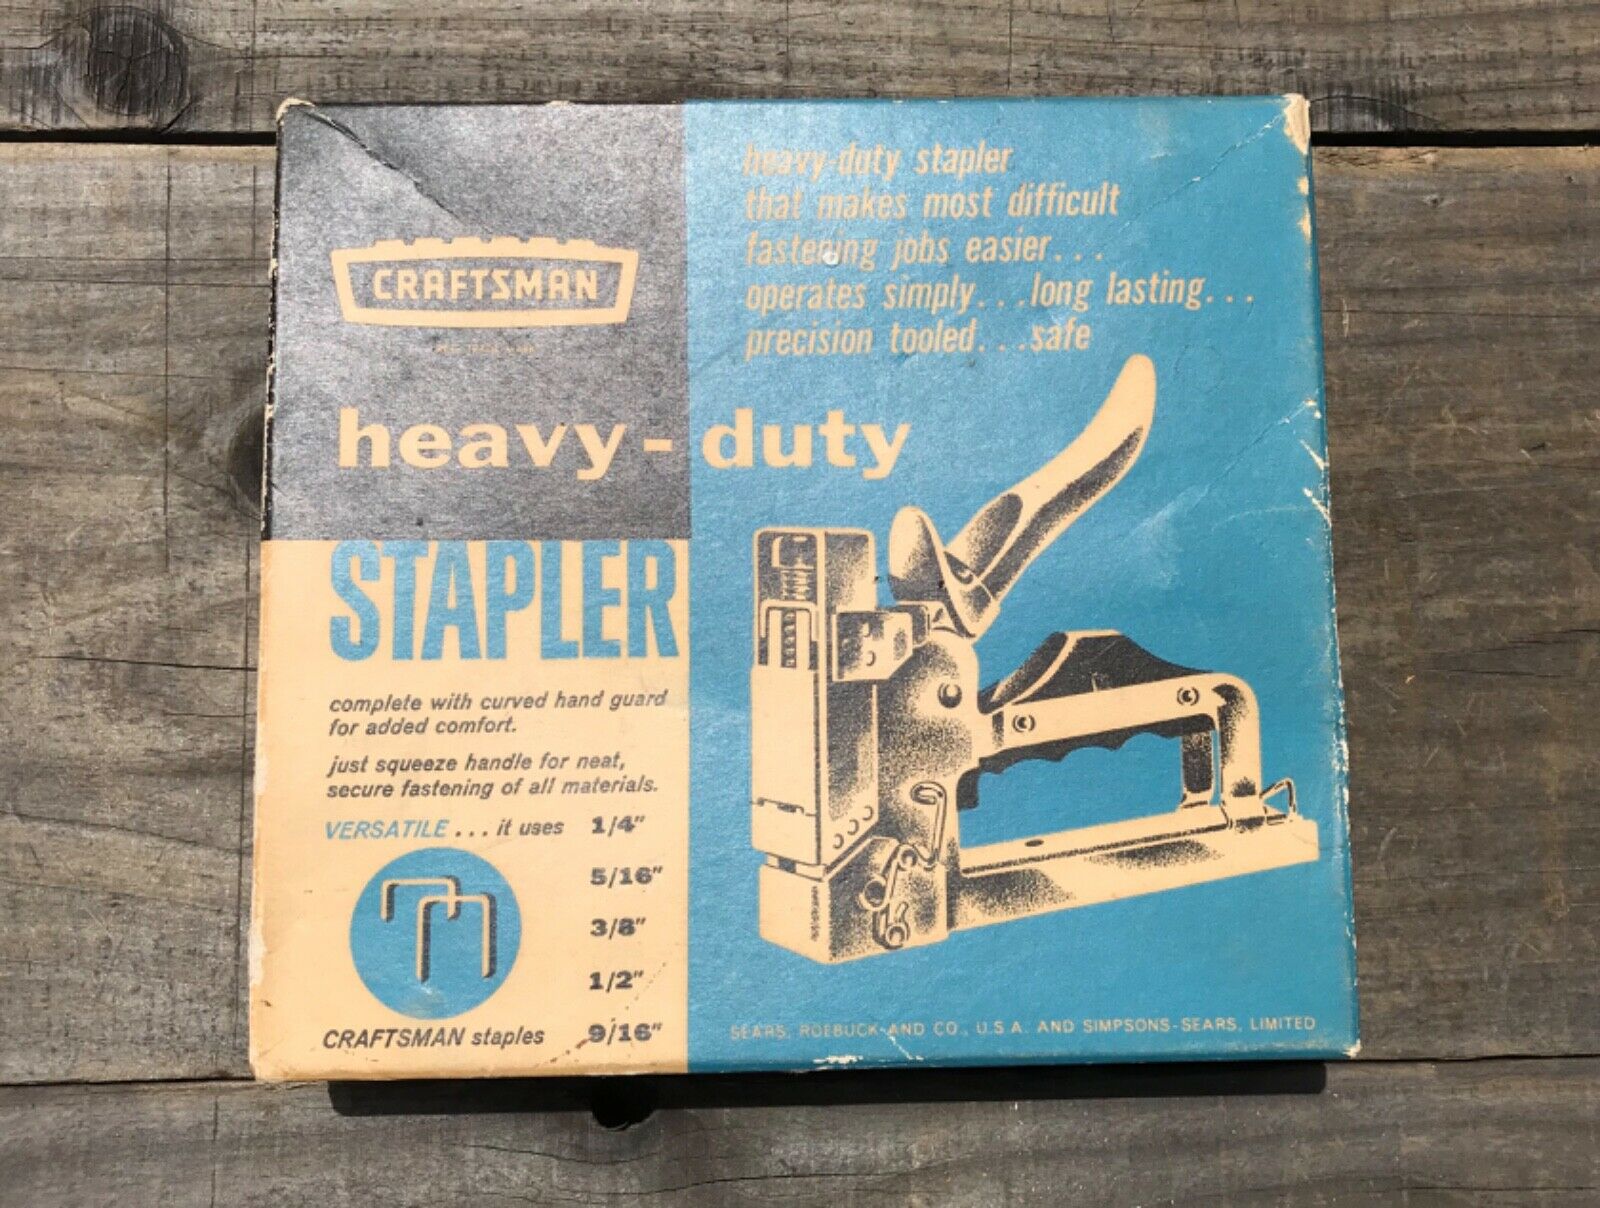 CRAFTSMAN
heavy-duty stapler
that makes most difficult
fastening jobs easier...
operates simply...long lasting...
precision tooled...safe
heavy-duty
STAPLER
complete with curved hand guard
for added comfort.
just squeeze handle for neat,
secure fastening of all materials.
VERSATILE... it uses 1/4"
5/16"
3/8"
1/2"
CRAFTSMAN staples 9/16"
SEARS, ROEBUCK AND CO., U.S.A. AND SIMPSONS-SEARS, LIMITED